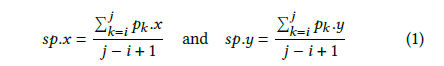 $sp.x = \frac{\sum_{k=i}^{j} p_k.x}{j - i + 1}$ and $sp.y = \frac{\sum_{k=i}^{j} p_k.y}{j - i + 1}$ (1)